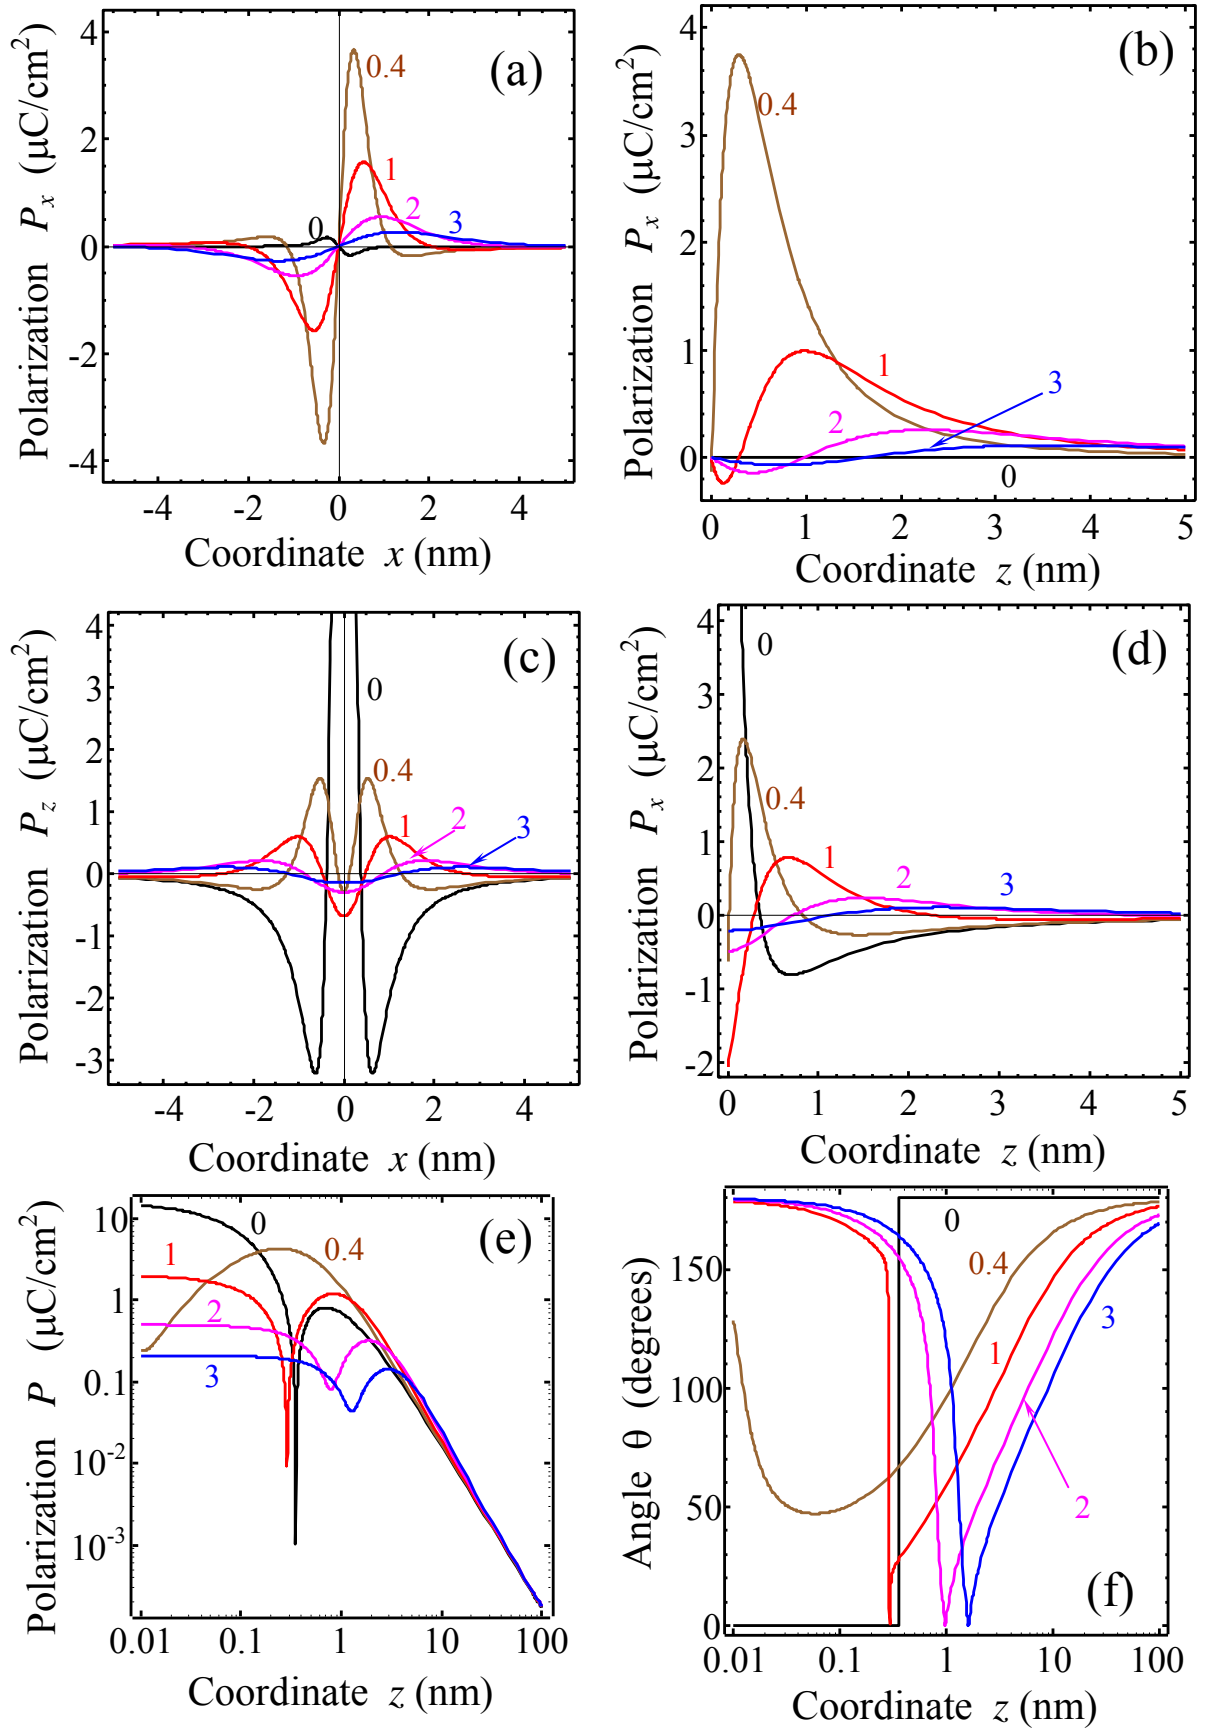 Polarization Pₓ (μC/cm²)
4
2
0
-2
-4
(a)
0.4
1
2
3
0
-4 -2 0 2 4
Coordinate x (nm)
Polarization Pₓ (μC/cm²)
4
3
2
1
0
(b)
0.4
1
2
3
0
0 1 2 3 4 5
Coordinate z (nm)
Polarization P_z (μC/cm²)
4
3
2
1
0
-1
-2
-3
(c)
0
0.4
1
2
3
-4 -2 0 2 4
Coordinate x (nm)
Polarization Pₓ (μC/cm²)
4
3
2
1
0
-1
-2
(d)
0
0.4
1
2
3
0 1 2 3 4 5
Coordinate z (nm)
Polarization P (μC/cm²)
10
1
0.1
10⁻²
10⁻³
(e)
0
0.4
1
2
3
0.01 0.1 1 10 100
Coordinate z (nm)
Angle θ (degrees)
150
100
50
0
(f)
0
0.4
1
3
2
0.01 0.1 1 10 100
Coordinate z (nm)